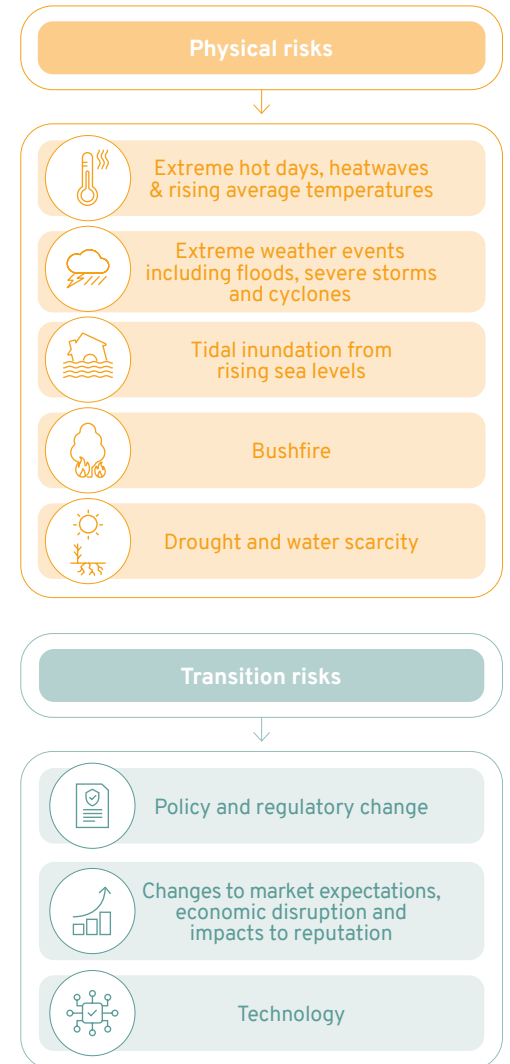 Physical risks
Extreme hot days, heatwaves
& rising average temperatures
Extreme weather events
including floods, severe storms
and cyclones
Tidal inundation from
rising sea levels
Bushfire
Drought and water scarcity
Transition risks
Policy and regulatory change
Changes to market expectations,
economic disruption and
impacts to reputation
Technology